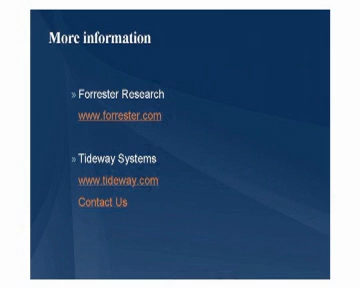 More information
» Forrester Research
www.forrester.com
» Tideway Systems
www.tideway.com
Contact Us